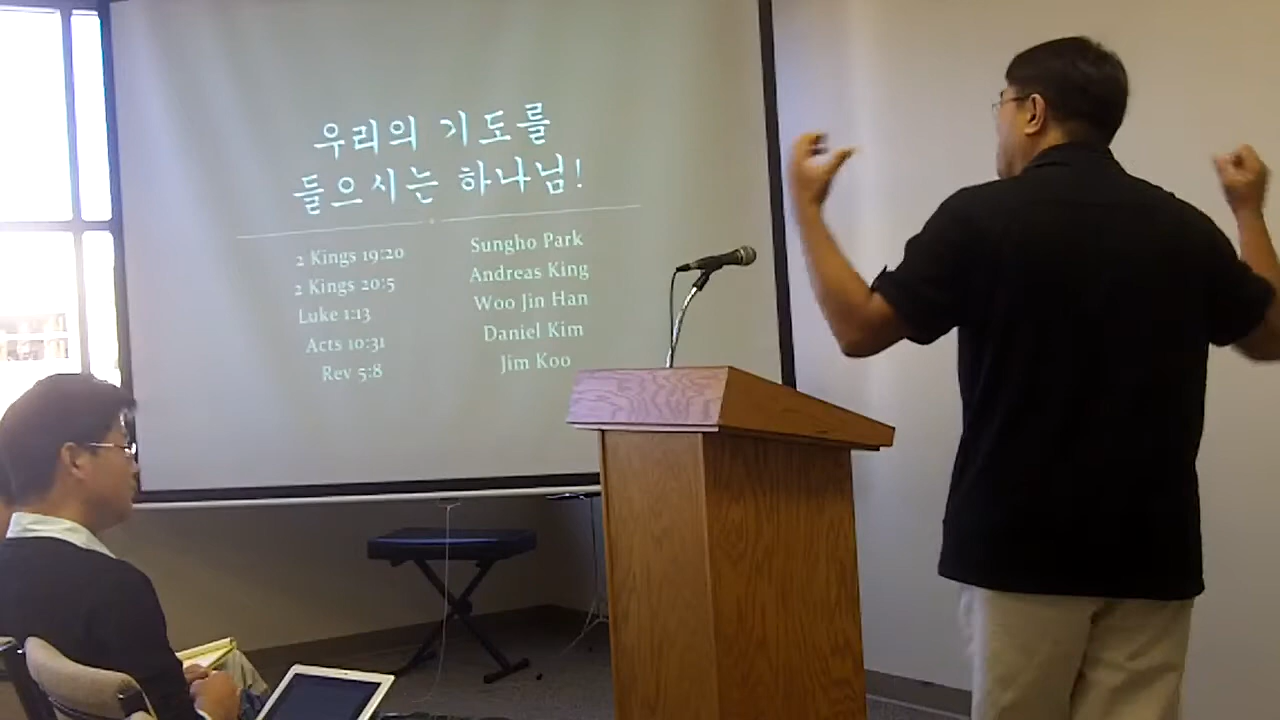 우리의 기도를
들으시는 하나님!
2 Kings 19:20 Sungho Park
2 Kings 20:5 Andreas King
Luke 1:13 Woo Jin Han
Acts 10:31 Daniel Kim
Rev 5:8 Jim Koo